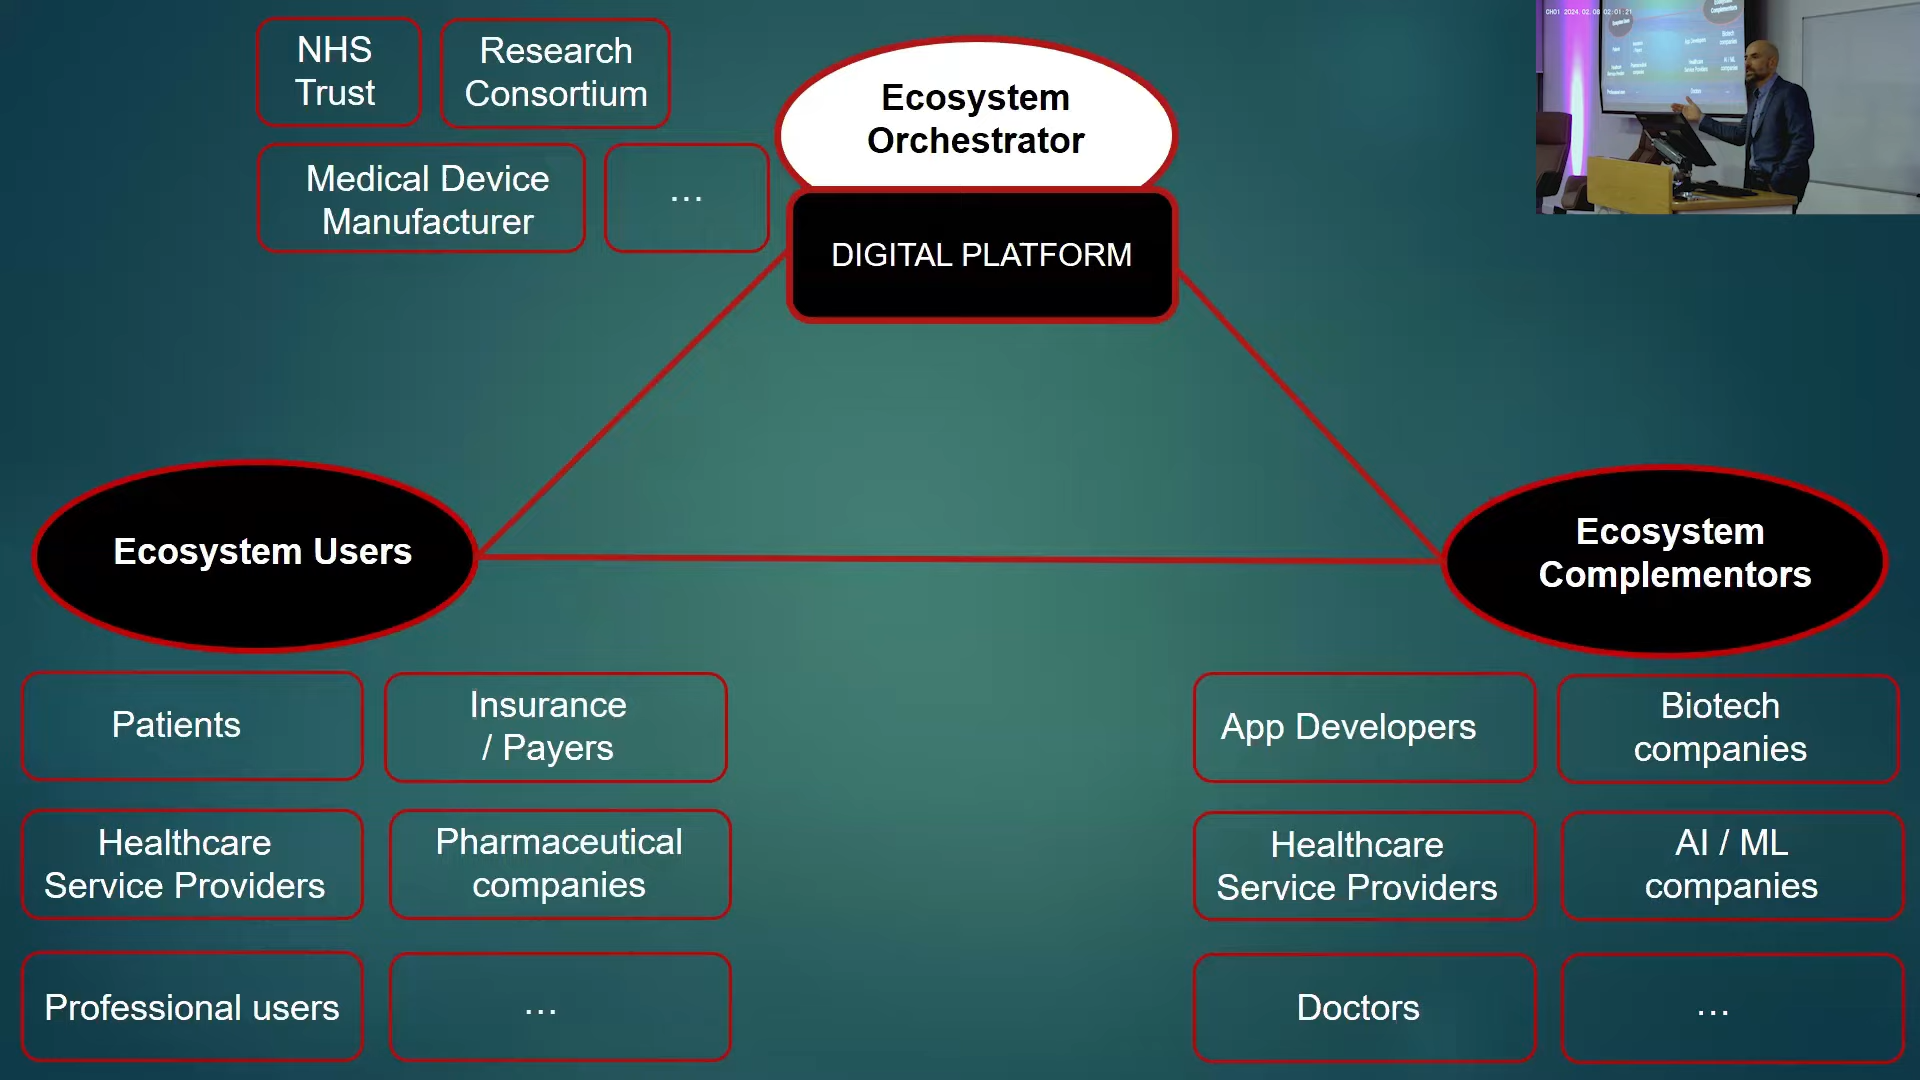 NHS
Trust
Research
Consortium
Medical Device
Manufacturer
...
Ecosystem
Orchestrator
DIGITAL PLATFORM
Ecosystem Users
Ecosystem
Complementors
Patients
Insurance
/ Payers
Healthcare
Service Providers
Pharmaceutical
companies
Professional users
...
App Developers
Biotech
companies
Healthcare
Service Providers
AI / ML
companies
Doctors
...